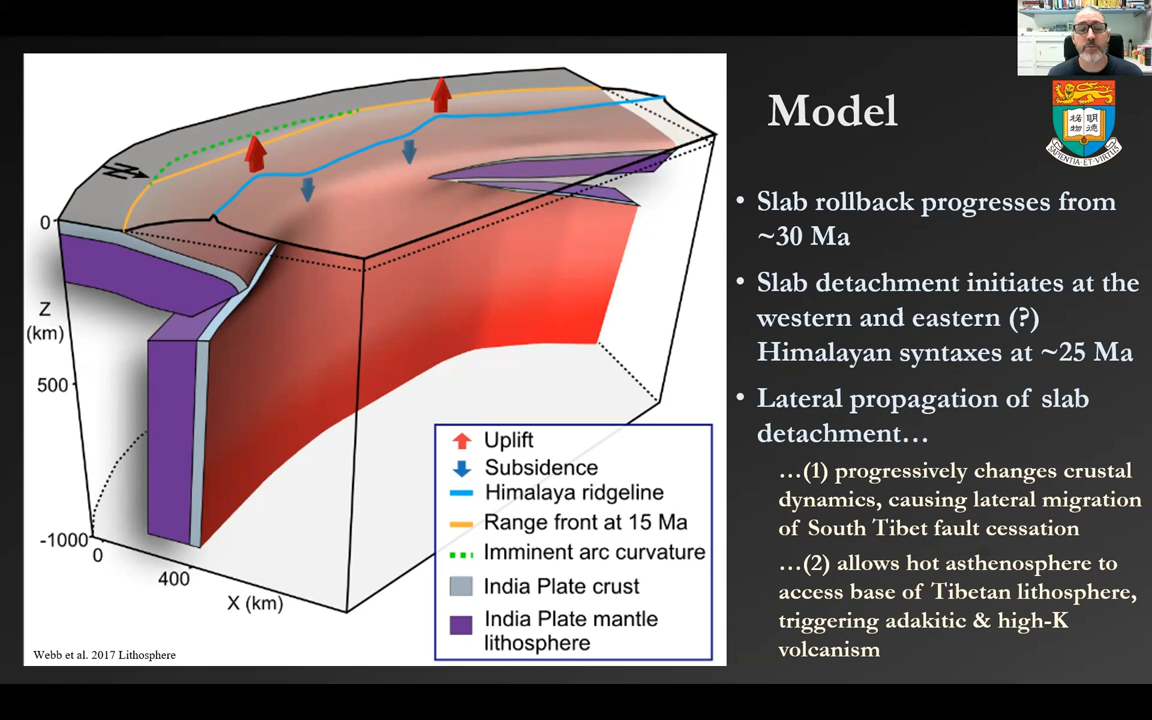 Model
• Slab rollback progresses from
~30 Ma
• Slab detachment initiates at the
western and eastern (?)
Himalayan syntaxes at ~25 Ma
• Lateral propagation of slab
detachment…
…(1) progressively changes crustal
dynamics, causing lateral migration
of South Tibet fault cessation
…(2) allows hot asthenosphere to
access base of Tibetan lithosphere,
triggering adakitic & high-K
volcanism
N
0
Z
(km)
500
-1000
0
400
X (km)
Uplift
Subsidence
Himalaya ridgeline
Range front at 15 Ma
Imminent arc curvature
India Plate crust
India Plate mantle
lithosphere
Webb et al. 2017 Lithosphere
明德
格物
SAPIENTIA·ET·VIRTUS